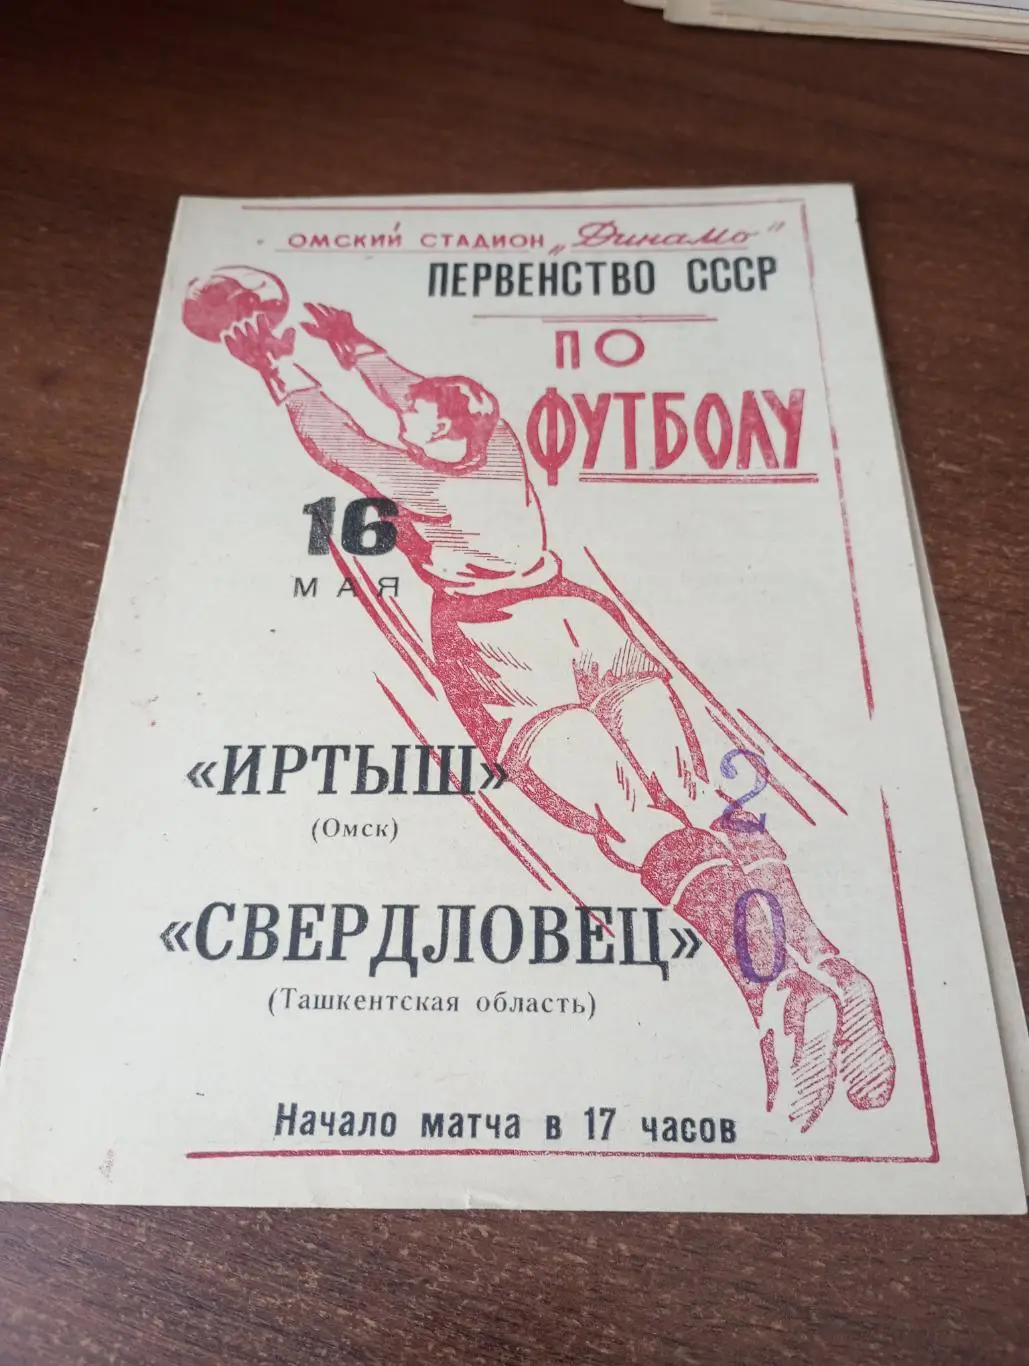 ОМСКИЙ СТАДИОН „Динамо"
ПЕРВЕНСТВО СССР
ПО
ФУТБОЛУ
16
МАЯ
«ИРТЫШ» 2
(Омск)
«СВЕРДЛОВЕЦ» 0
(Ташкентская область)
Начало матча в 17 часов